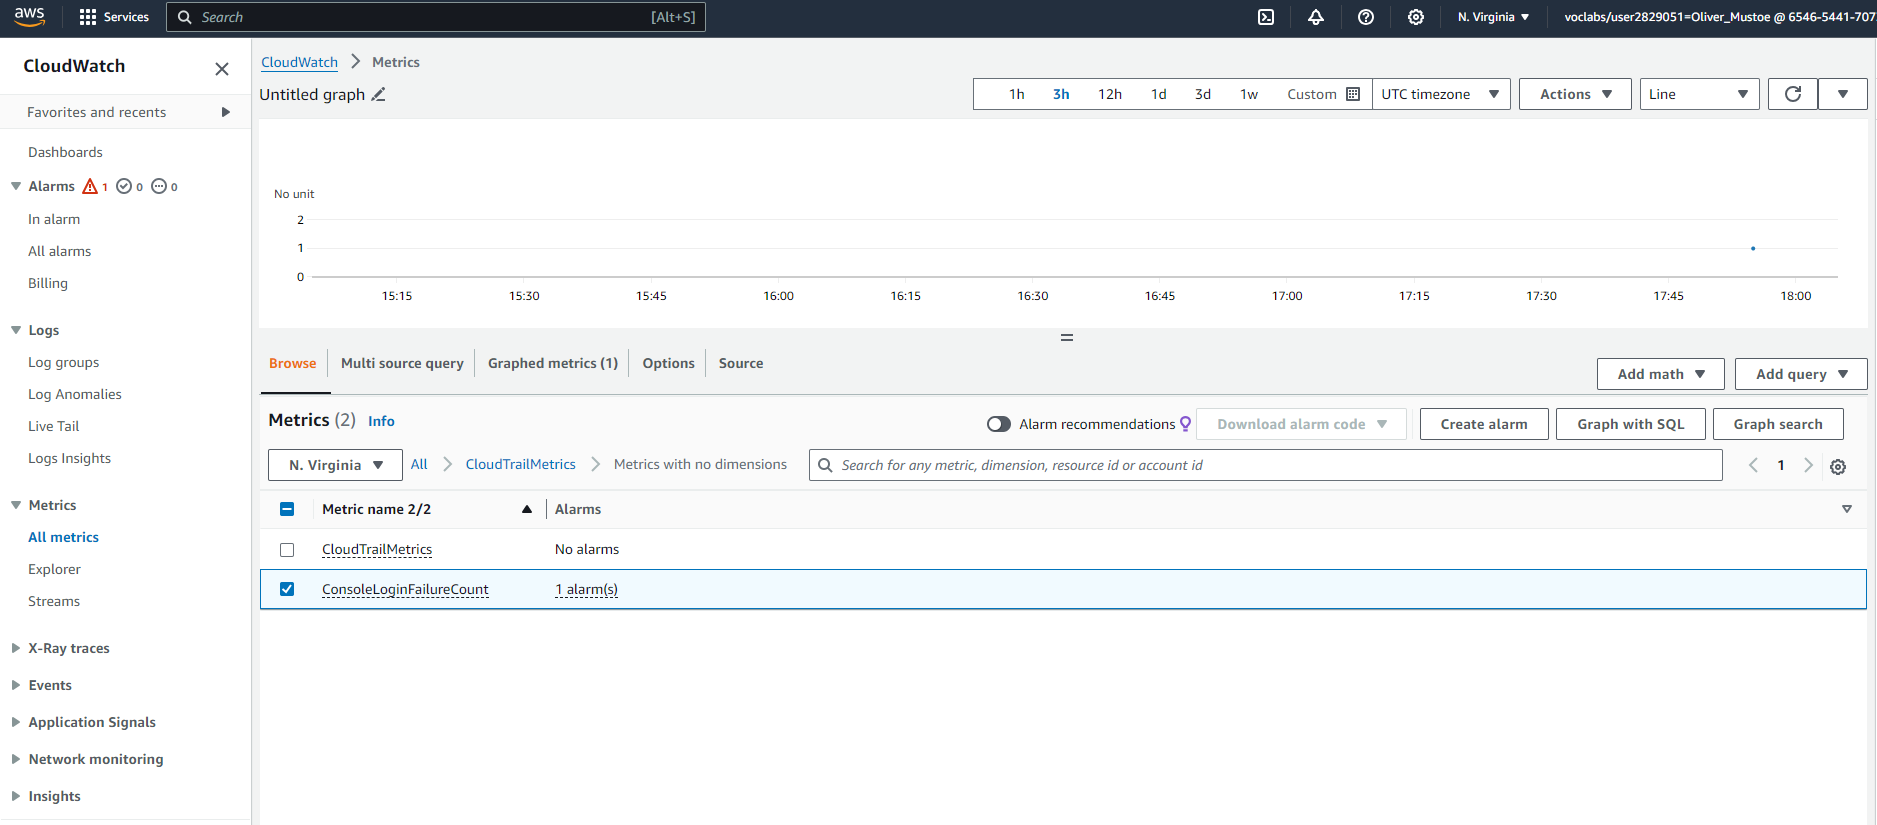 aws
Services
Search
[Alt+S]
N. Virginia
voclabs/user2829051=Oliver_Mustoe @ 6546-5441-707
CloudWatch
Favorites and recents
Dashboards
Alarms 1 0 0
In alarm
All alarms
Billing
Logs
Log groups
Log Anomalies
Live Tail
Logs Insights
Metrics
All metrics
Explorer
Streams
X-Ray traces
Events
Application Signals
Network monitoring
Insights
CloudWatch Metrics
Untitled graph
1h 3h 12h 1d 3d 1w Custom UTC timezone Actions Line
No unit
2
1
0
15:15 15:30 15:45 16:00 16:15 16:30 16:45 17:00 17:15 17:30 17:45 18:00
Browse Multi source query Graphed metrics (1) Options Source
Add math Add query
Metrics (2) Info
Alarm recommendations Download alarm code Create alarm Graph with SQL Graph search
N. Virginia All CloudTrailMetrics Metrics with no dimensions Search for any metric, dimension, resource id or account id 1
Metric name 2/2 Alarms
CloudTrailMetrics No alarms
ConsoleLoginFailureCount 1 alarm(s)